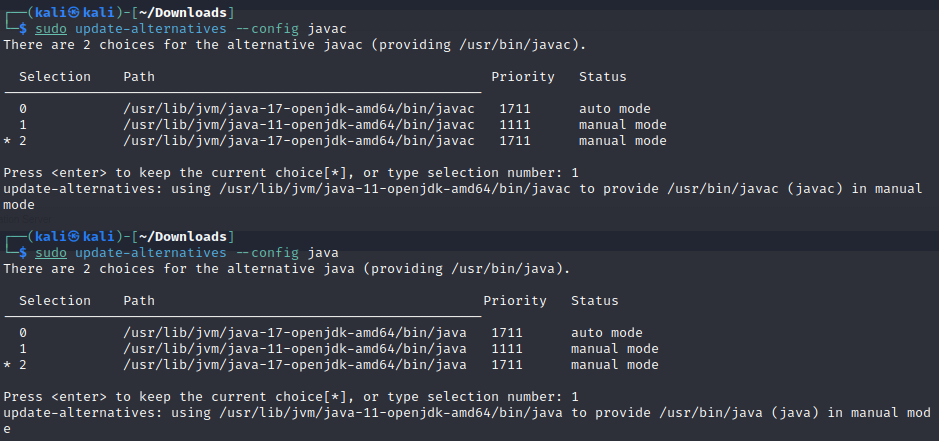 ┌──(kali㉿kali)-[~/Downloads]
└─$ sudo update-alternatives --config javac
There are 2 choices for the alternative javac (providing /usr/bin/javac).
  Selection    Path                                          Priority   Status
  0            /usr/lib/jvm/java-17-openjdk-amd64/bin/javac   1711      auto mode
  1            /usr/lib/jvm/java-11-openjdk-amd64/bin/javac   1111      manual mode
* 2            /usr/lib/jvm/java-17-openjdk-amd64/bin/javac   1711      manual mode
Press <enter> to keep the current choice[*], or type selection number: 1
update-alternatives: using /usr/lib/jvm/java-11-openjdk-amd64/bin/javac to provide /usr/bin/javac (javac) in manual
mode
┌──(kali㉿kali)-[~/Downloads]
└─$ sudo update-alternatives --config java
There are 2 choices for the alternative java (providing /usr/bin/java).
  Selection    Path                                         Priority   Status
  0            /usr/lib/jvm/java-17-openjdk-amd64/bin/java   1711      auto mode
  1            /usr/lib/jvm/java-11-openjdk-amd64/bin/java   1111      manual mode
* 2            /usr/lib/jvm/java-17-openjdk-amd64/bin/java   1711      manual mode
Press <enter> to keep the current choice[*], or type selection number: 1
update-alternatives: using /usr/lib/jvm/java-11-openjdk-amd64/bin/java to provide /usr/bin/java (java) in manual mod
e